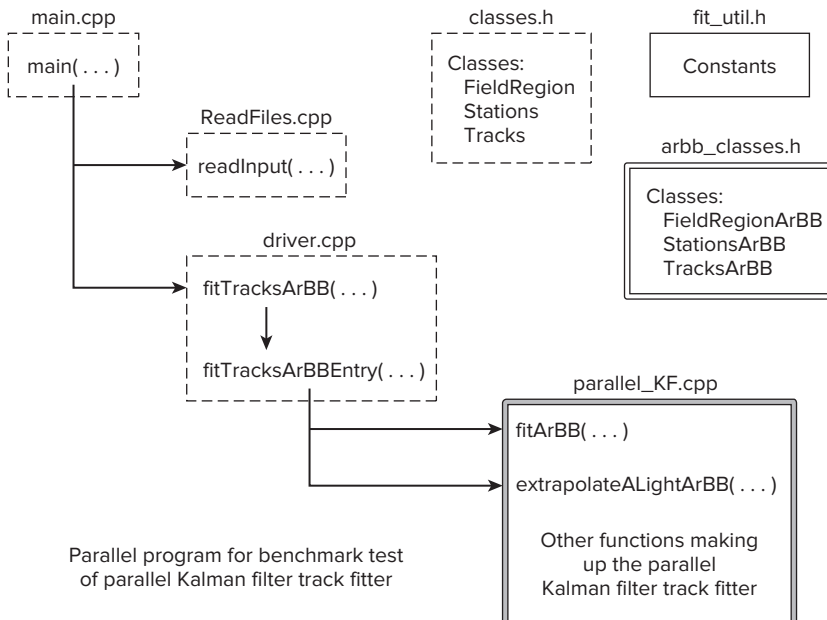 main.cpp
main( . . . )
ReadFiles.cpp
readInput( . . . )
driver.cpp
fitTracksArBB( . . . )
fitTracksArBBEntry( . . . )
classes.h
Classes:
FieldRegion
Stations
Tracks
fit_util.h
Constants
arbb_classes.h
Classes:
FieldRegionArBB
StationsArBB
TracksArBB
parallel_KF.cpp
fitArBB( . . . )
extrapolateALightArBB( . . . )
Other functions making
up the parallel
Kalman filter track fitter
Parallel program for benchmark test
of parallel Kalman filter track fitter